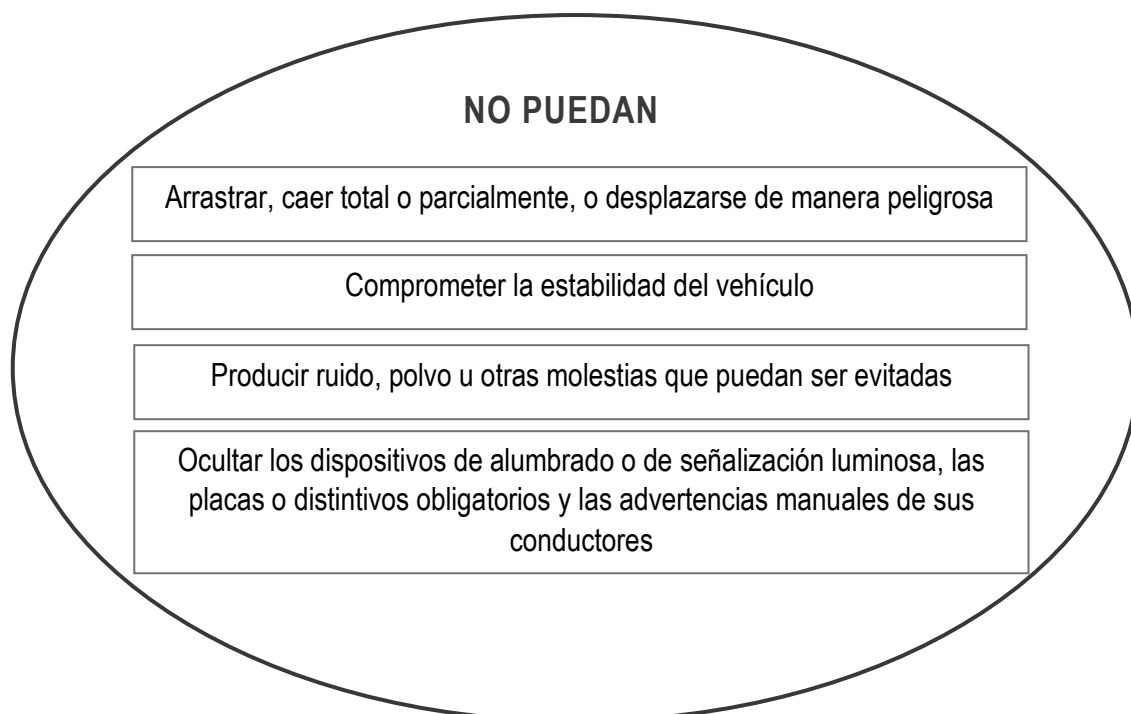 NO PUEDAN
Arrastrar, caer total o parcialmente, o desplazarse de manera peligrosa
Comprometer la estabilidad del vehículo
Producir ruido, polvo u otras molestias que puedan ser evitadas
Ocultar los dispositivos de alumbrado o de señalización luminosa, las
placas o distintivos obligatorios y las advertencias manuales de sus
conductores